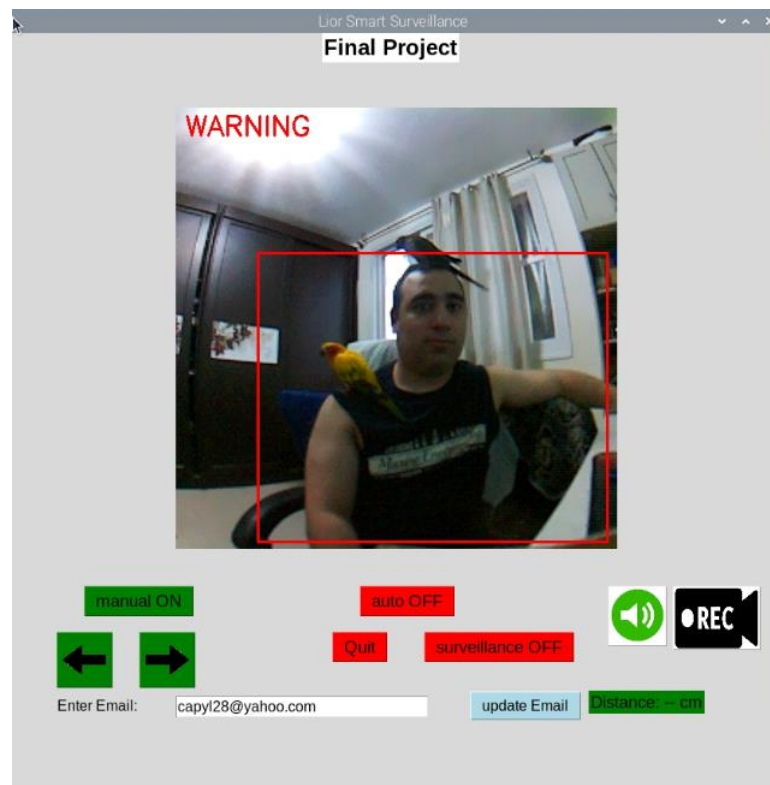 Lior Smart Surveillance
Final Project
WARNING
manual ON
auto OFF
REC
Quit
surveillance OFF
Enter Email:
capyl28@yahoo.com
update Email
Distance: -- cm